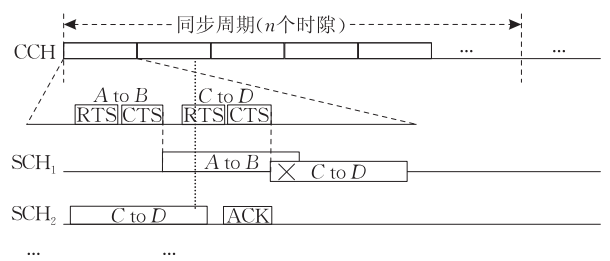 同步周期(n个时隙)
CCH ... ...
A to B C to D
RTS CTS RTS CTS
SCH₁ A to B × C to D
SCH₂ C to D ACK
... ...